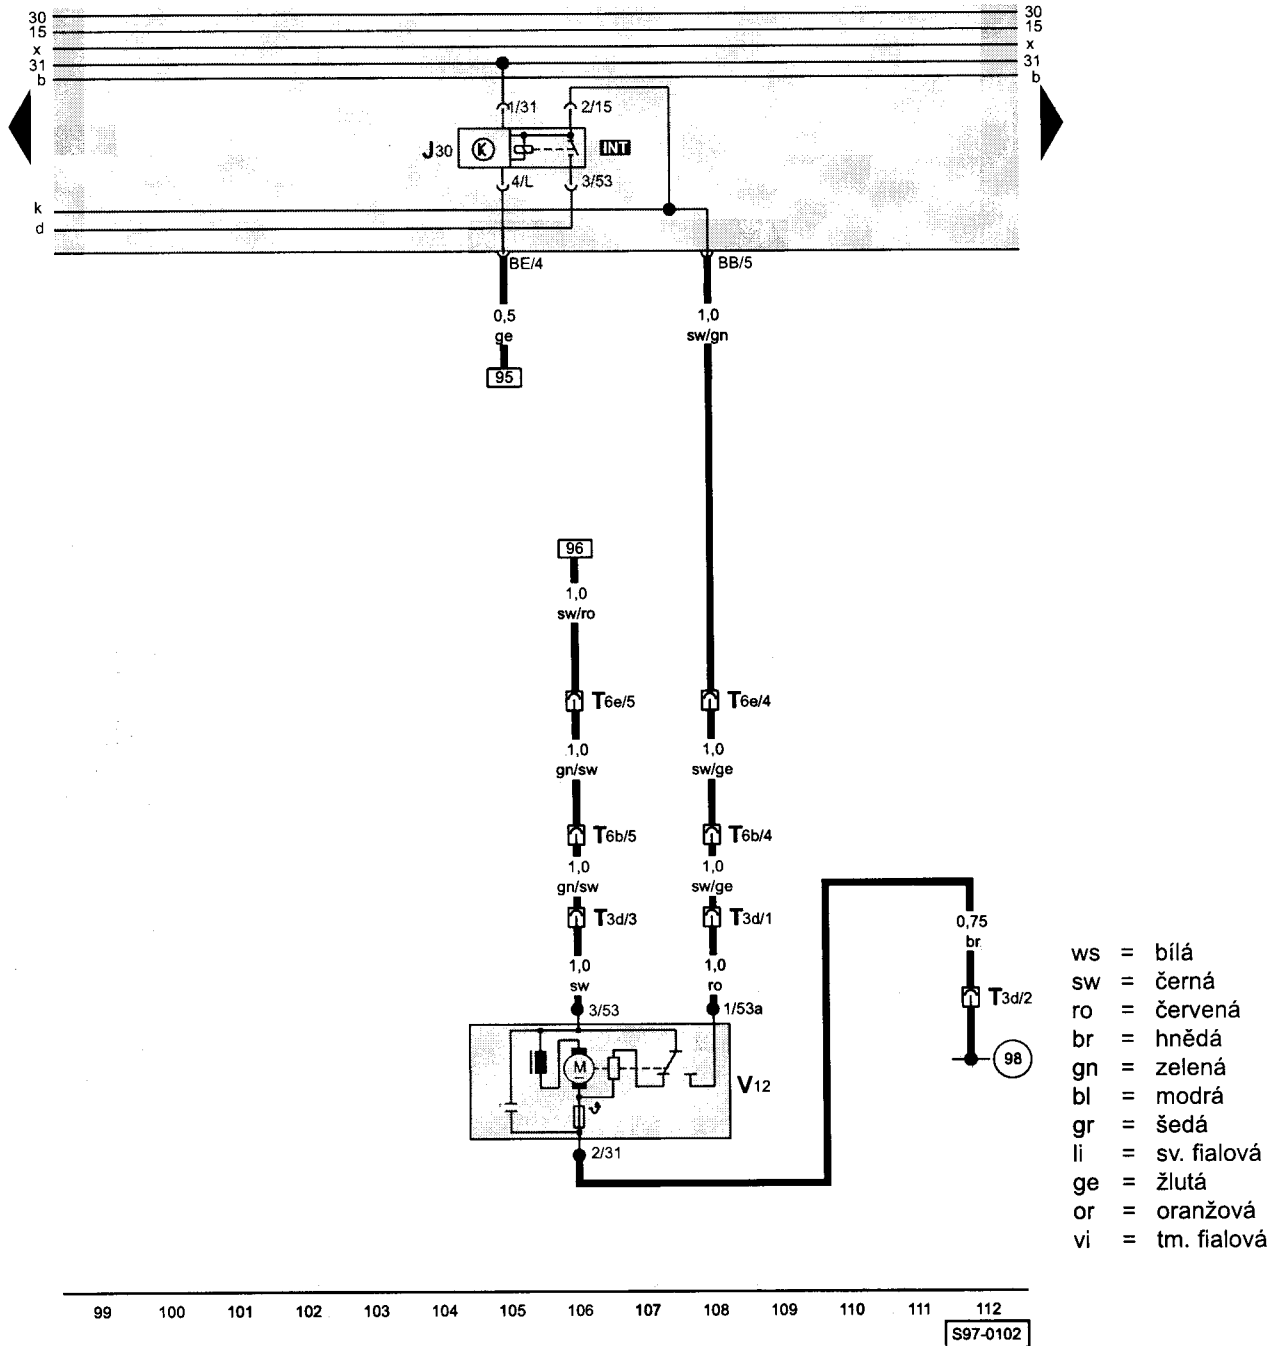 30
15
x
31
b
30
15
x
31
b
1/31
2/15
J30
K
INT
4/L
3/53
k
d
BE/4
BB/5
0,5
ge
95
1,0
sw/gn
96
1,0
sw/ro
T6e/5
T6e/4
1,0
gn/sw
1,0
sw/ge
T6b/5
T6b/4
1,0
gn/sw
1,0
sw/ge
T3d/3
T3d/1
1,0
sw
1,0
ro
3/53
1/53a
M
V12
2/31
0,75
br
T3d/2
98
ws = bílá
sw = černá
ro = červená
br = hnědá
gn = zelená
bl = modrá
gr = šedá
li = sv. fialová
ge = žlutá
or = oranžová
vi = tm. fialová
99 100 101 102 103 104 105 106 107 108 109 110 111 112
S97-0102